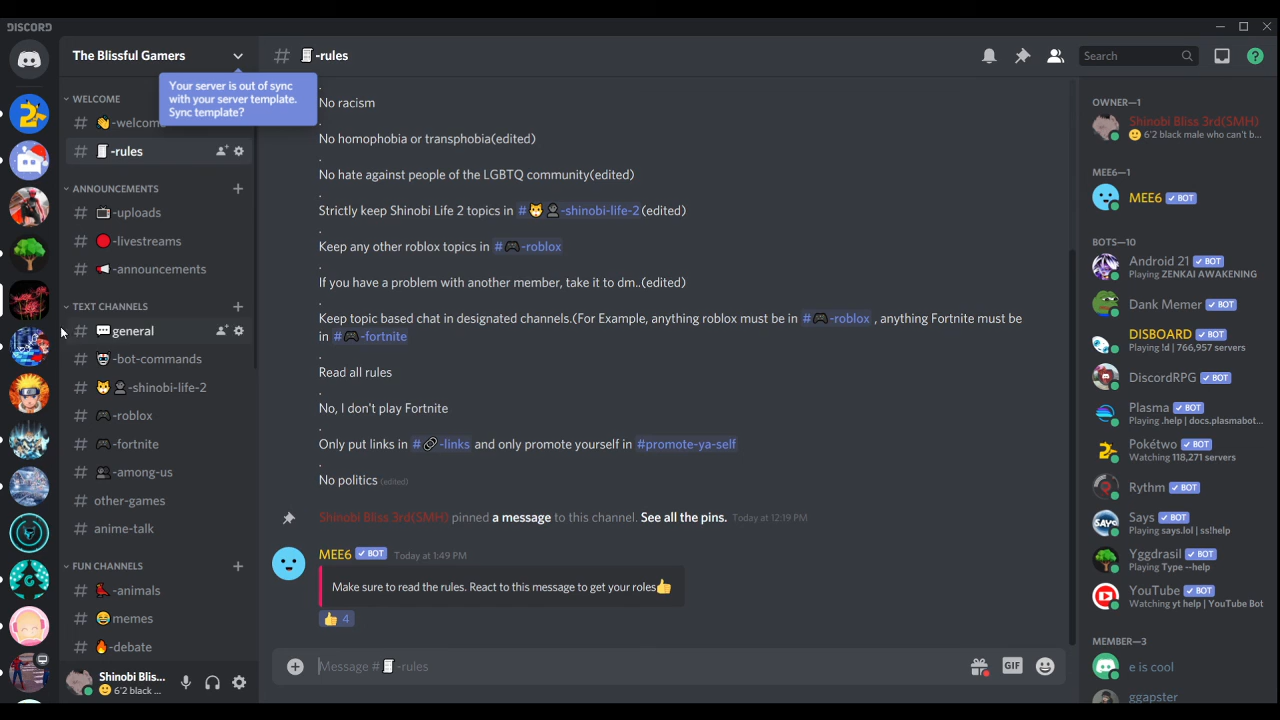 DISCORD
The Blissful Gamers
Your server is out of sync
with your server template.
Sync template?
WELCOME
# 👋-welcom
# -rules
ANNOUNCEMENTS
# 📺-uploads
# 🔴-livestreams
# 📢-announcements
TEXT CHANNELS
# 💬general
# -bot-commands
# -shinobi-life-2
# 🎮-roblox
# 🎮-fortnite
# 👥-among-us
# other-games
# anime-talk
FUN CHANNELS
# -animals
# 😂memes
# 🔥-debate
Shinobi Blis...
😕 6'2 black ...
# -rules
Search
.
No racism
.
No homophobia or transphobia(edited)
.
No hate against people of the LGBTQ community(edited)
.
Strictly keep Shinobi Life 2 topics in # -shinobi-life-2(edited)
.
Keep any other roblox topics in #🎮-roblox
.
If you have a problem with another member, take it to dm..(edited)
.
Keep topic based chat in designated channels.(For Example, anything roblox must be in #🎮-roblox , anything Fortnite must be
in #🎮-fortnite
.
Read all rules
.
No, I don't play Fortnite
.
Only put links in #🔗-links and only promote yourself in #promote-ya-self
.
No politics (edited)
Shinobi Bliss 3rd(SMH) pinned a message to this channel. See all the pins. Today at 12:19 PM
MEE6 ✓ BOT Today at 1:49 PM
Make sure to read the rules. React to this message to get your roles👍
👍 4
Message # -rules
GIF
OWNER—1
Shinobi Bliss 3rd(SMH)
6'2 black male who can't b...
MEE6—1
MEE6 ✓ BOT
BOTS—10
Android 21 ✓ BOT
Playing ZENKAI AWAKENING
Dank Memer ✓ BOT
DISBOARD ✓ BOT
Playing !d | 766,957 servers
DiscordRPG ✓ BOT
Plasma ✓ BOT
Playing .help | docs.plasmabot...
Pokétwo ✓ BOT
Watching 118,271 servers
Rythm ✓ BOT
Says ✓ BOT
Playing says.lol | ss!help
Yggdrasil ✓ BOT
Playing Type --help
YouTube ✓ BOT
Watching yt help | YouTube Bot
MEMBER—3
e is cool
ggapster